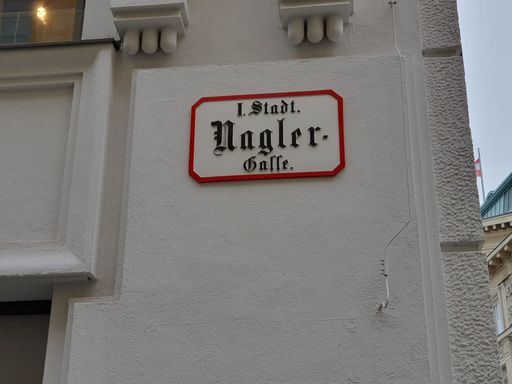 I. Stadt.
Nagler-
Gasse.